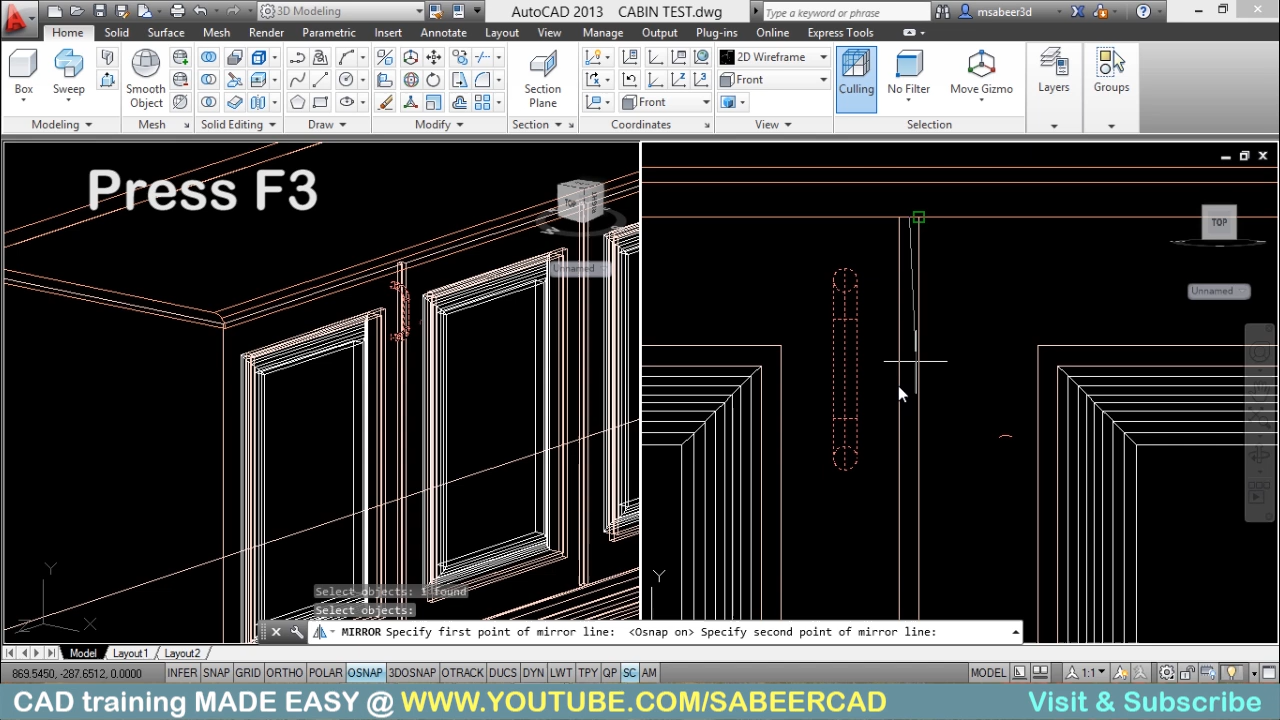 3D Modeling
AutoCAD 2013 CABIN TEST.dwg
Type a keyword or phrase
msabeer3d
Home Solid Surface Mesh Render Parametric Insert Annotate Layout View Manage Output Plug-ins Online Express Tools
2D Wireframe
Front
Front
Box Sweep Smooth Object Section Plane Culling No Filter Move Gizmo Layers Groups
Modeling Mesh Solid Editing Draw Modify Section Coordinates View Selection
Press F3
TOP
Unnamed
Unnamed
Y
X
Z
Y
Select objects: 1 found
Select objects:
MIRROR Specify first point of mirror line: <Osnap on> Specify second point of mirror line:
Model Layout1 Layout2
869.5450, -287.6512, 0.0000 INFER SNAP GRID ORTHO POLAR OSNAP 3DOSNAP OTRACK DUCS DYN LWT TPY QP SC AM MODEL 1:1
CAD training MADE EASY @ WWW.YOUTUBE.COM/SABEERCAD Visit & Subscribe